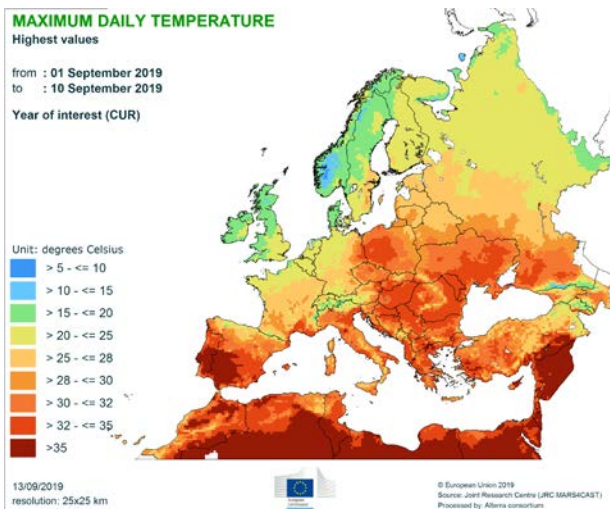 MAXIMUM DAILY TEMPERATURE
Highest values
from : 01 September 2019
to : 10 September 2019
Year of interest (CUR)
Unit: degrees Celsius
> 5 - <= 10
> 10 - <= 15
> 15 - <= 20
> 20 - <= 25
> 25 - <= 28
> 28 - <= 30
> 30 - <= 32
> 32 - <= 35
>35
13/09/2019
resolution: 25x25 km
European
Commission
© European Union 2019
Source: Joint Research Centre (JRC MARS4CAST)
Processed by: Alterra consortium